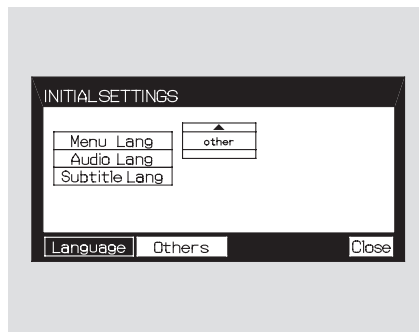 INITIAL SETTINGS
Menu Lang
other
Audio Lang
Subtitle Lang
Language
Others
Close